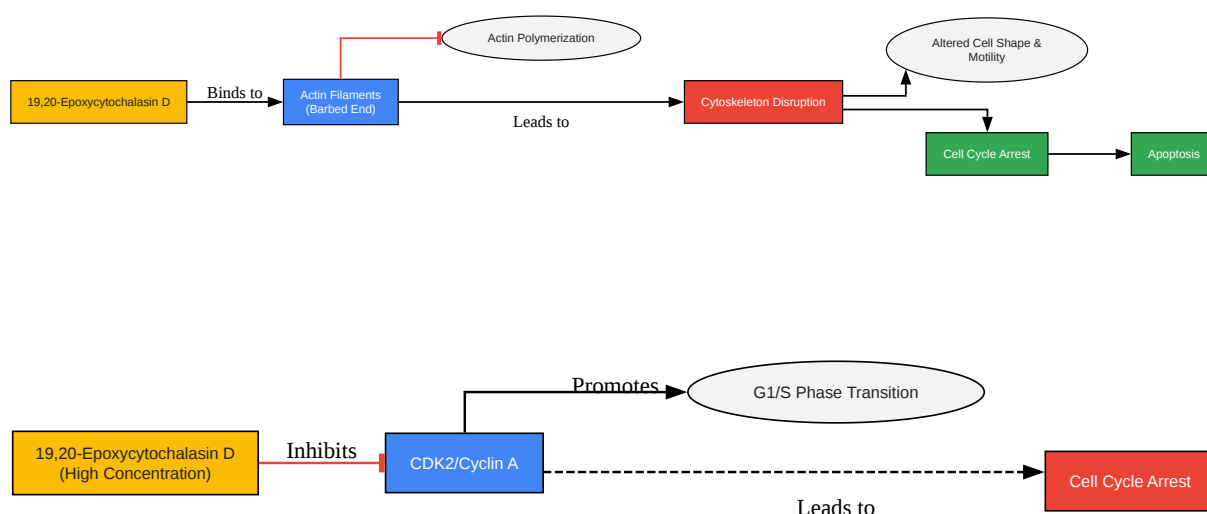 Actin Polymerization
Altered Cell Shape &
Motility
19,20-Epoxycytochalasin D
Binds to
Actin Filaments
(Barbed End)
Leads to
Cytoskeleton Disruption
Cell Cycle Arrest
Apoptosis
Promotes
G1/S Phase Transition
19,20-Epoxycytochalasin D
(High Concentration)
Inhibits
CDK2/Cyclin A
Leads to
Cell Cycle Arrest